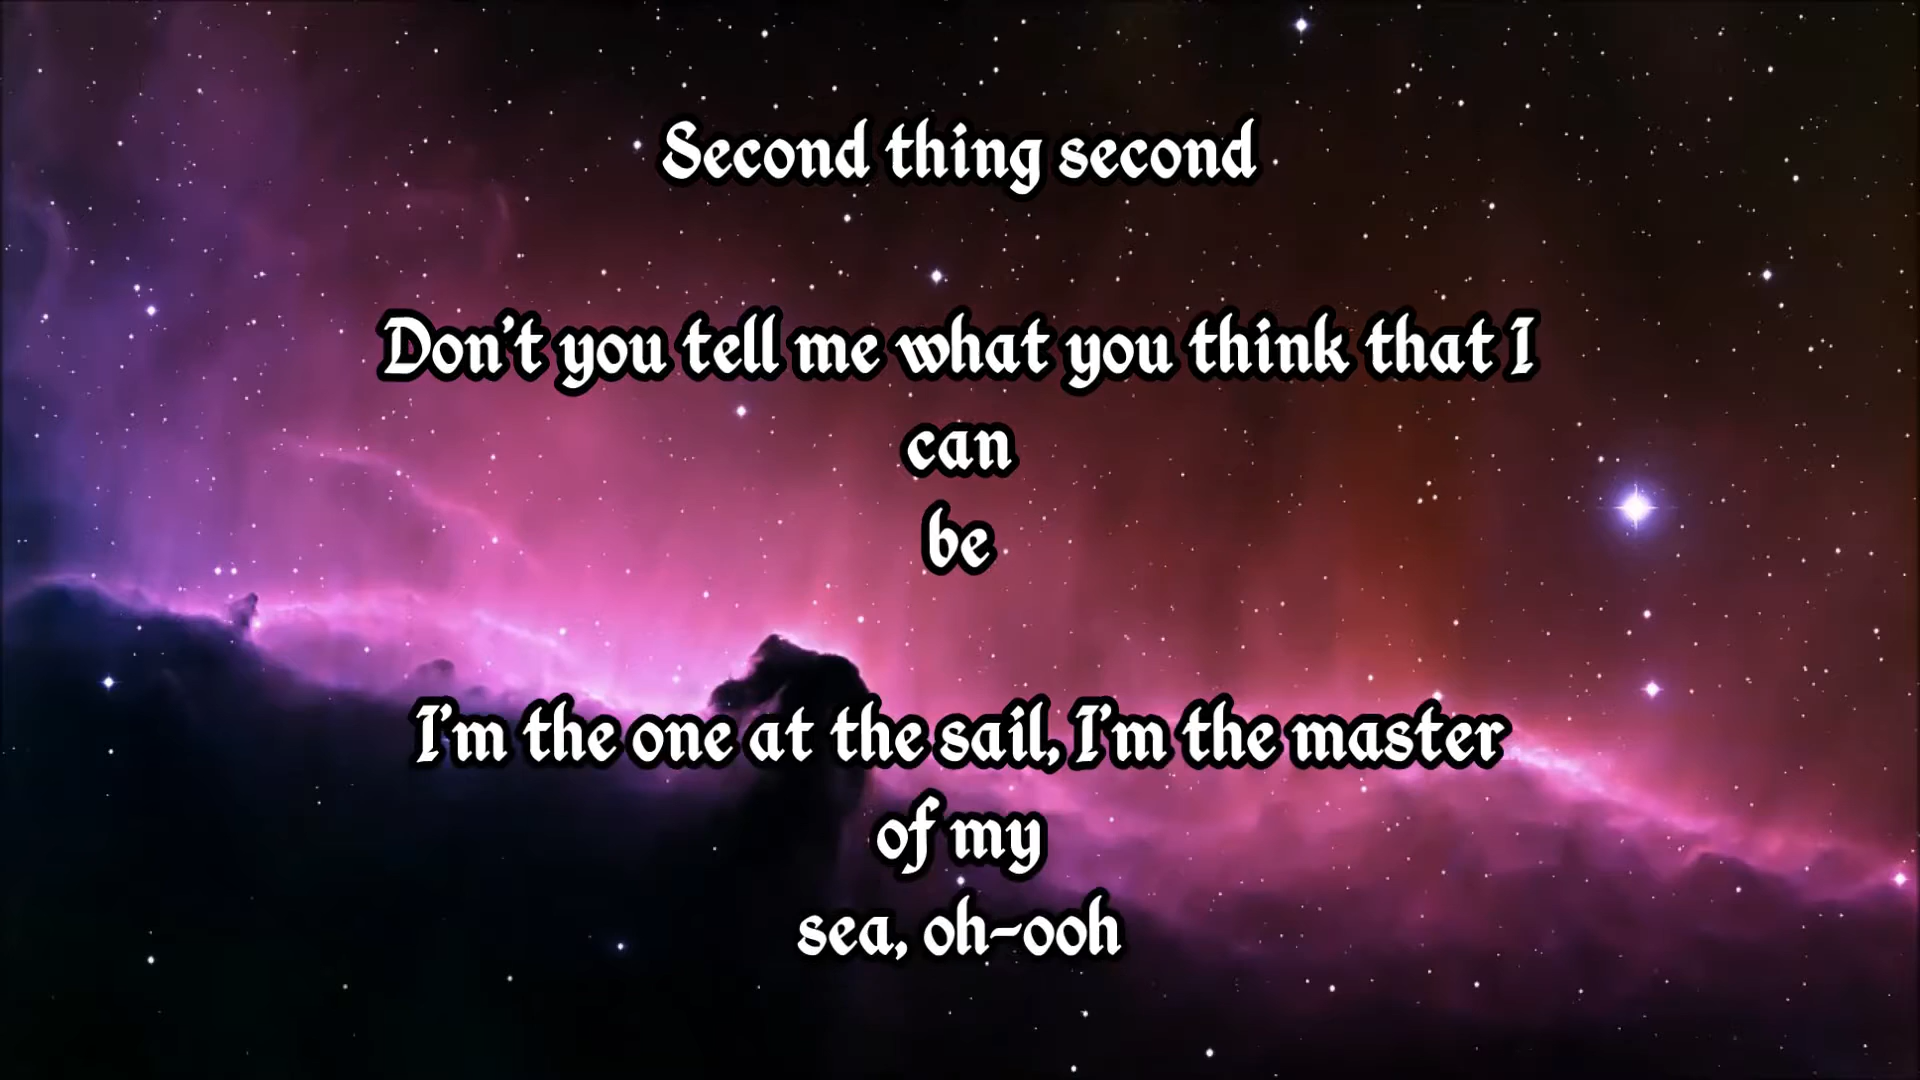 Second thing second
Don't you tell me what you think that I
can
be
I'm the one at the sail, I'm the master
of my
sea, oh-ooh